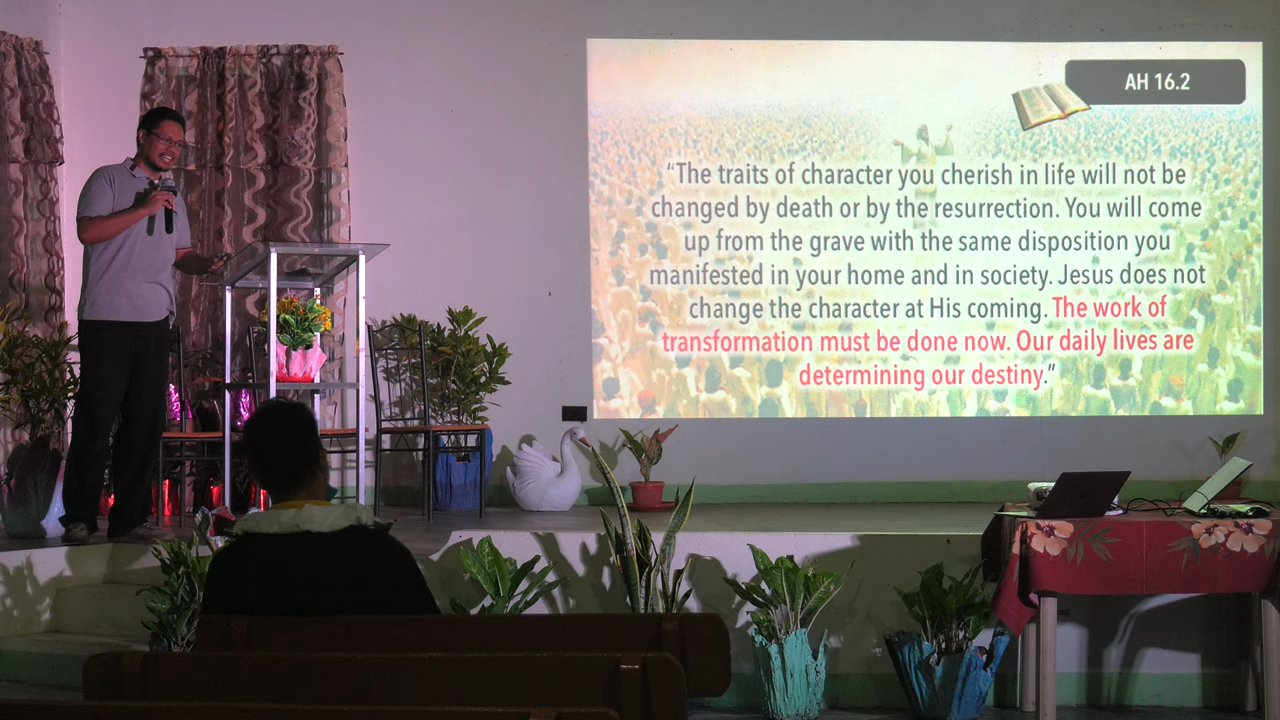 AH 16.2
“The traits of character you cherish in life will not be
changed by death or by the resurrection. You will come
up from the grave with the same disposition you
manifested in your home and in society. Jesus does not
change the character at His coming. The work of
transformation must be done now. Our daily lives are
determining our destiny.”